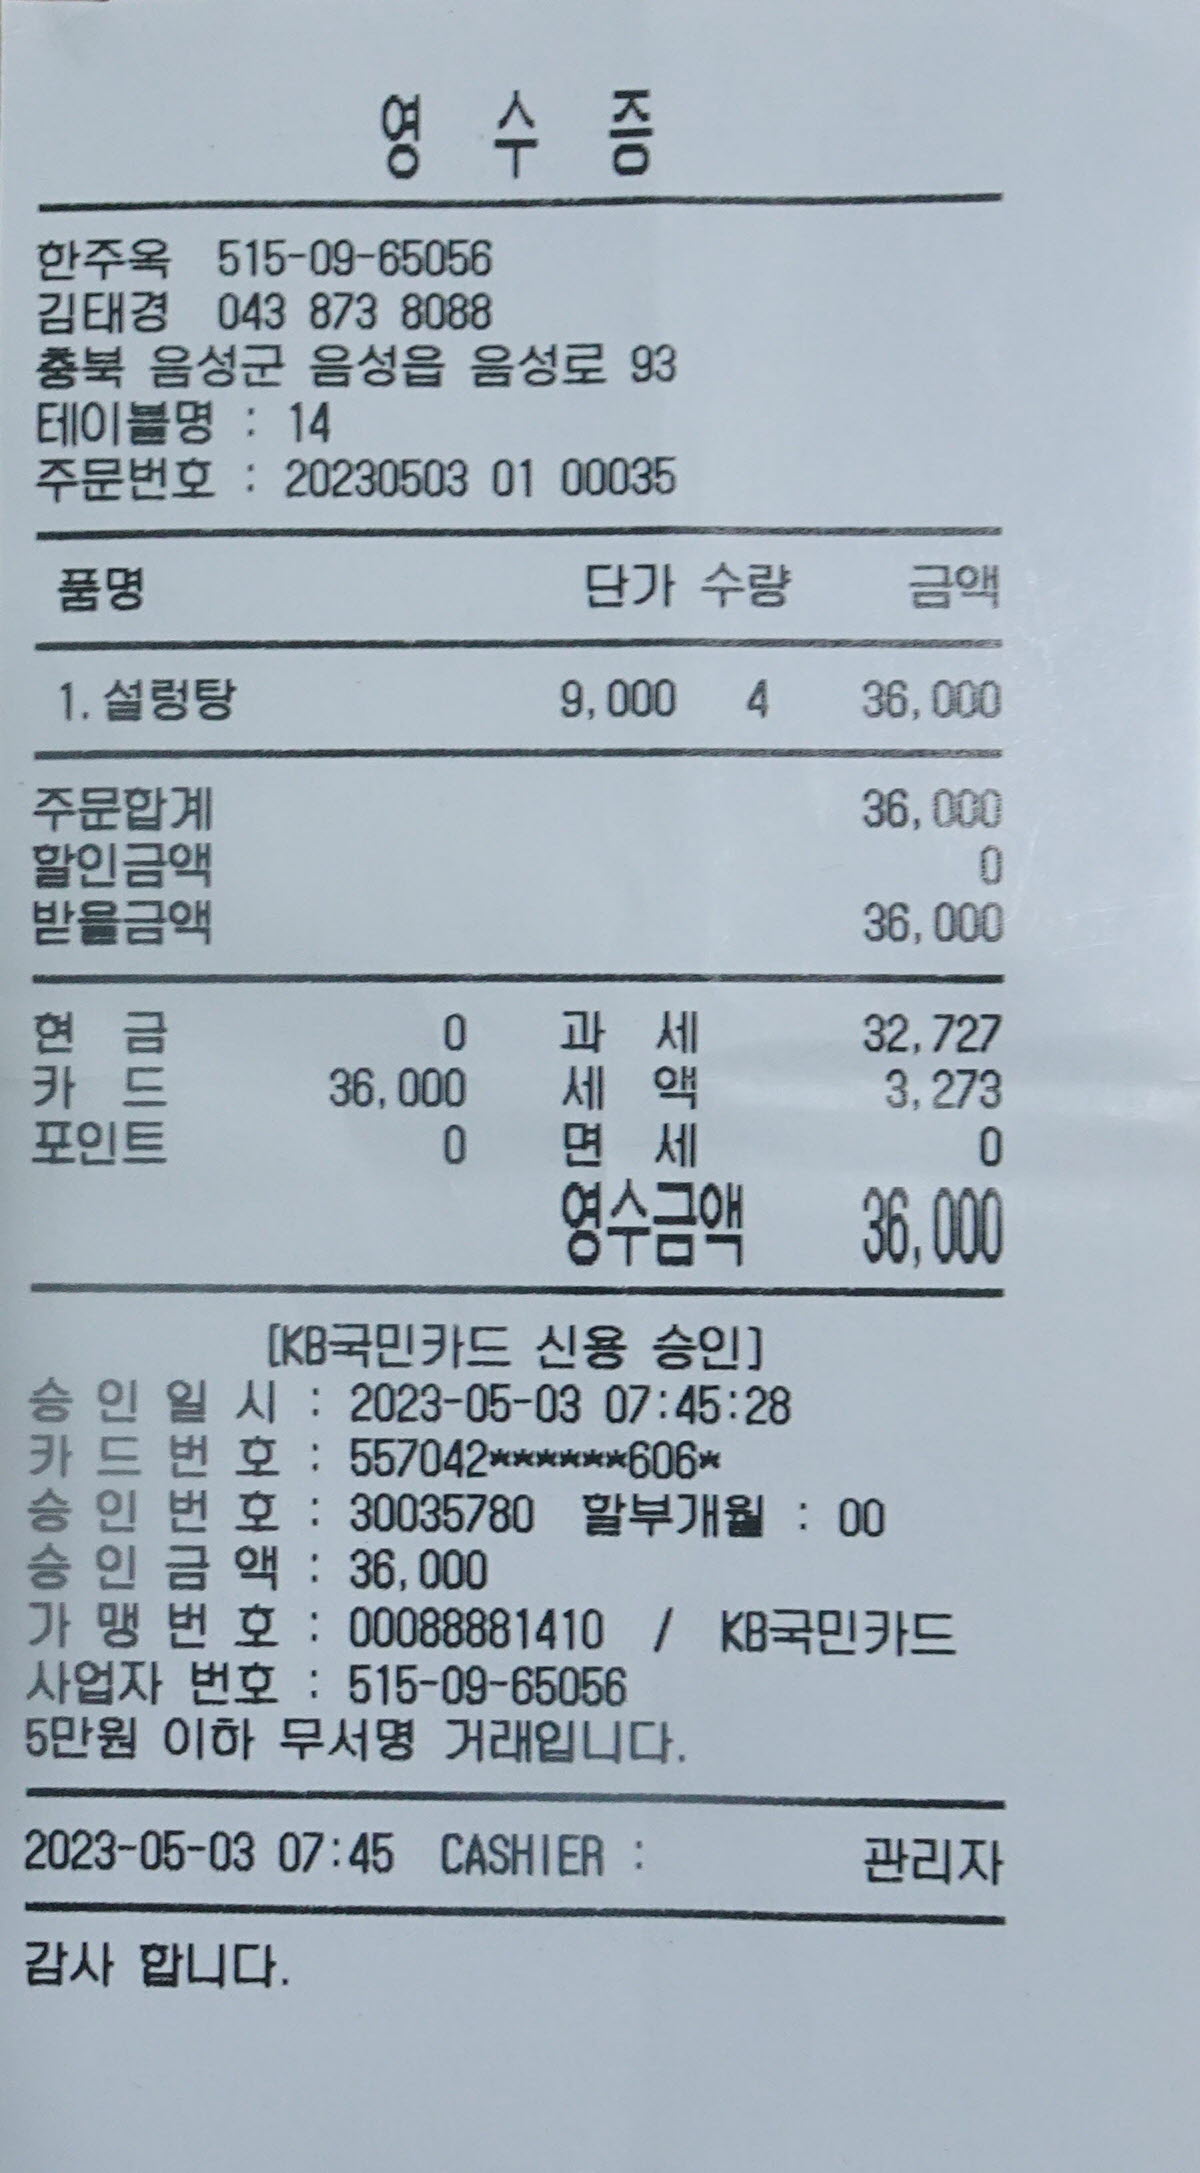 영 수 증
한주옥 515-09-65056
김태경 043 873 8088
충북 음성군 음성읍 음성로 93
테이블명 : 14
주문번호 : 20230503 01 00035
품명 단가 수량 금액
1. 설렁탕 9,000 4 36,000
주문합계 36,000
할인금액 0
받을금액 36,000
현 금 0 과 세 32,727
카 드 36,000 세 액 3,273
포인트 0 면 세 0
영수금액 36,000
[KB국민카드 신용 승인]
승 인 일 시 : 2023-05-03 07:45:28
카 드 번 호 : 557042******606*
승 인 번 호 : 30035780 할부개월 : 00
승 인 금 액 : 36,000
가 맹 번 호 : 00088881410 / KB국민카드
사업자 번호 : 515-09-65056
5만원 이하 무서명 거래입니다.
2023-05-03 07:45 CASHIER : 관리자
감사 합니다.